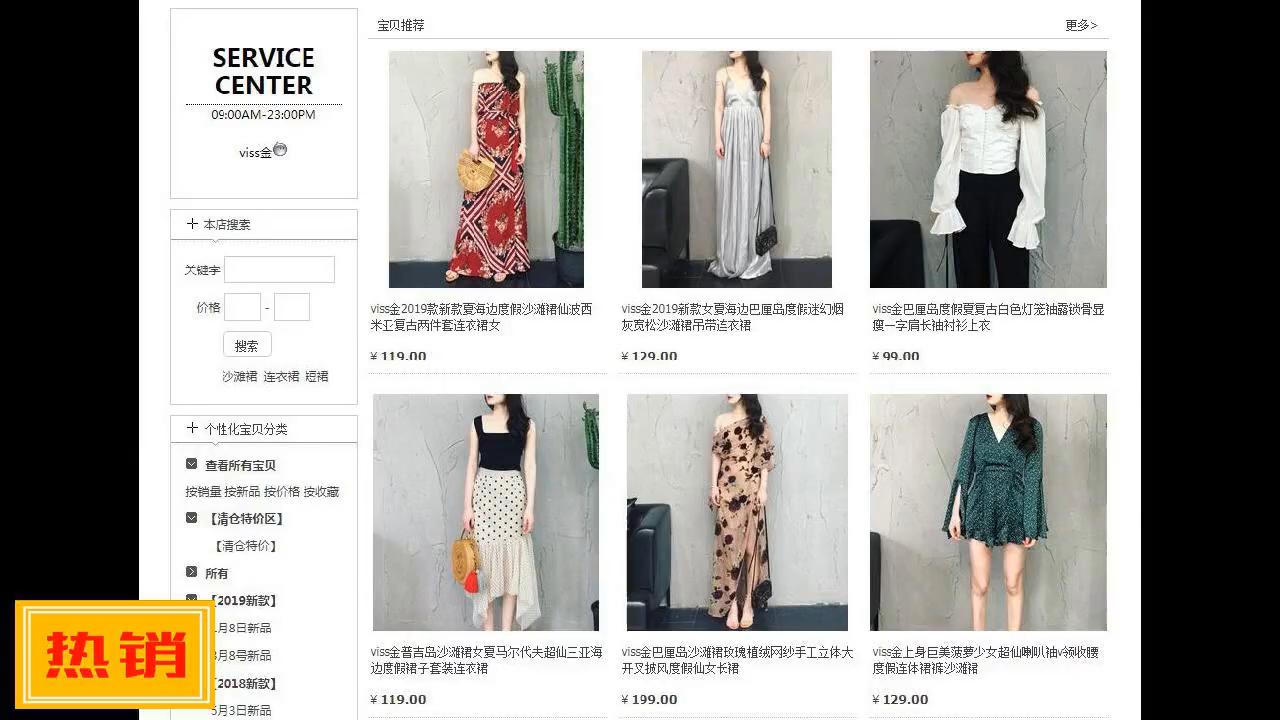 SERVICE
CENTER
09:00AM-23:00PM
viss金
本店搜索
关键字
价格 -
搜索
沙滩裙 连衣裙 短裙
个性化宝贝分类
查看所有宝贝
按销量 按新品 按价格 按收藏
【清仓特价区】
【清仓特价】
所有
【2019新款】
月8日新品
月8号新品
【2018新款】
5月3日新品
热销
宝贝推荐
更多>
viss金2019款新款夏海边度假沙滩裙仙波西
米亚复古两件套连衣裙女
¥ 119.00
viss金2019新款女夏海边巴厘岛度假迷幻烟
灰宽松沙滩裙吊带连衣裙
¥ 129.00
viss金巴厘岛度假夏复古白色灯笼袖露锁骨显
瘦一字肩长袖衬衫上衣
¥ 99.00
viss金普吉岛沙滩裙女夏马尔代夫超仙三亚海
边度假裙子套装连衣裙
¥ 119.00
viss金巴厘岛沙滩裙玫瑰植绒网纱手工立体大
开叉披风度假仙女长裙
¥ 199.00
viss金上身巨美菠萝少女超仙喇叭袖v领收腰
度假连体裙裤沙滩裙
¥ 129.00